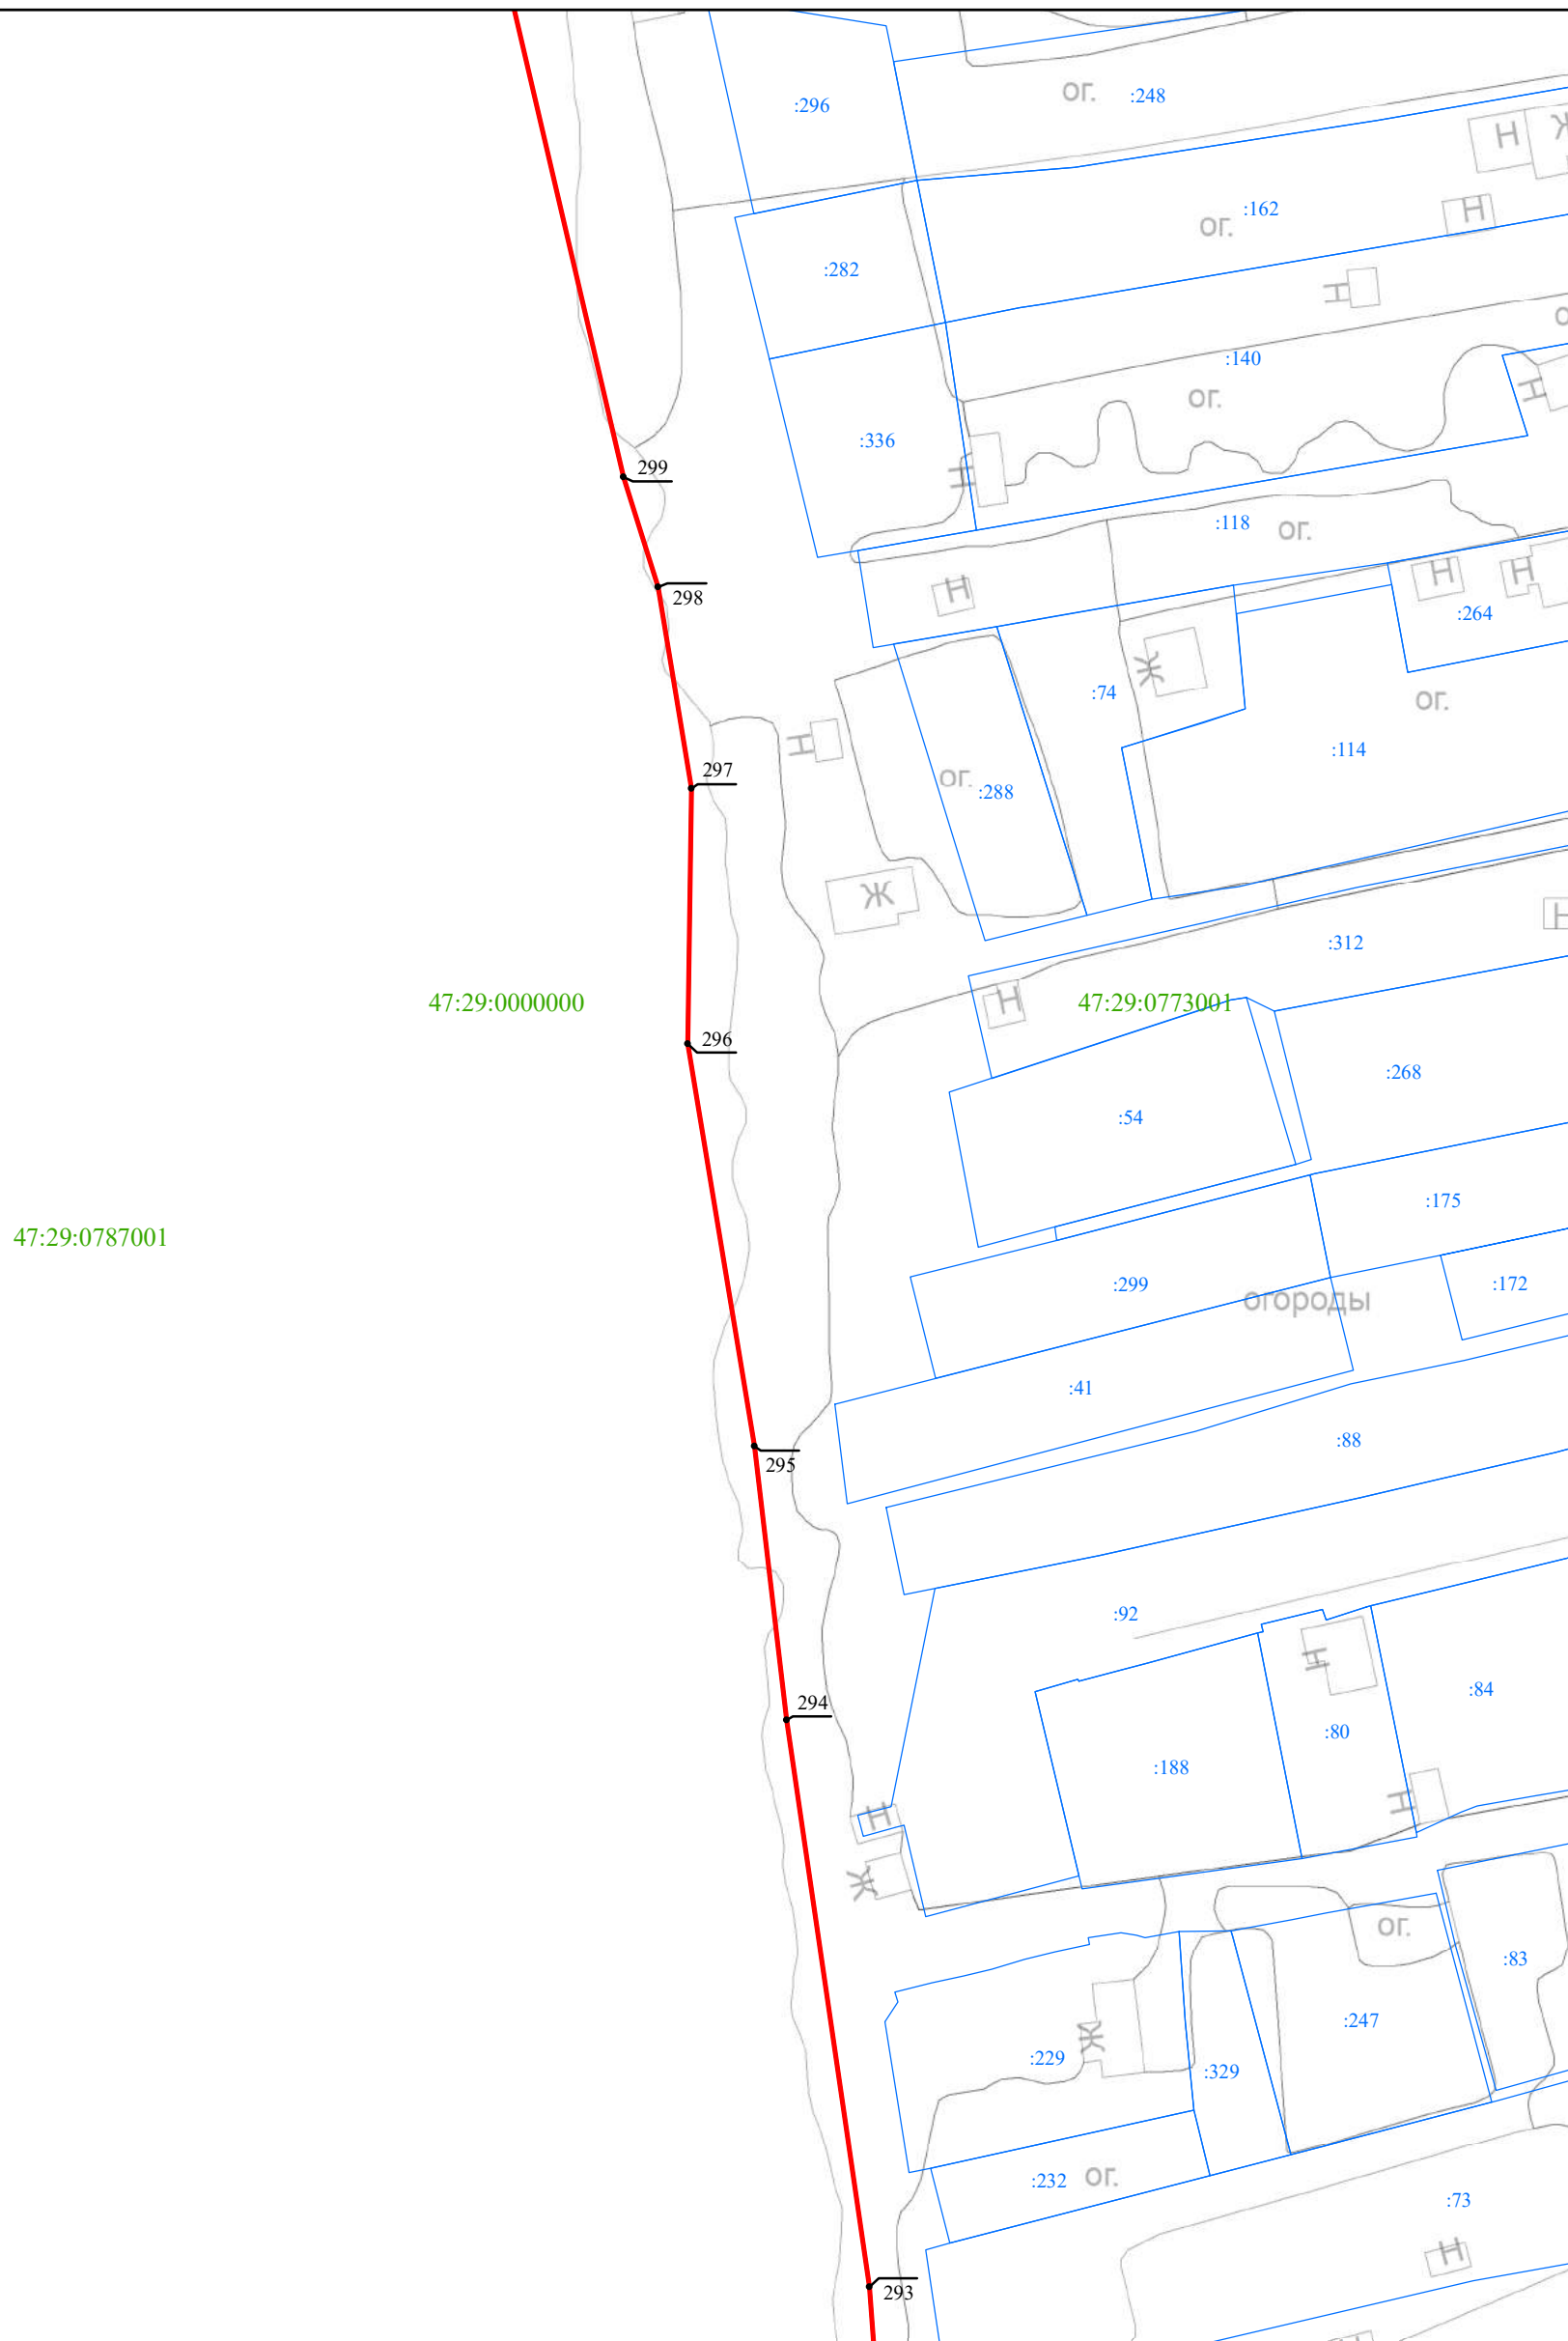 :296
ог. :248
Н
Ж
:162
Н
ог.
:282
Н
:140
ог.
Н
:336
299
Н
:118
ог.
298
Н
Н
Н
:264
Ж
:74
ог.
Н
:114
297
ог.
:288
Ж
Н
:312
47:29:0000000
Н
47:29:0773001
296
:268
:54
:175
47:29:0787001
:299
:172
огороды
:41
:88
295
:92
Н
294
:84
:80
:188
Н
Н
Ж
ог.
:83
:247
Ж
:229
:329
:232
ог.
:73
Н
293